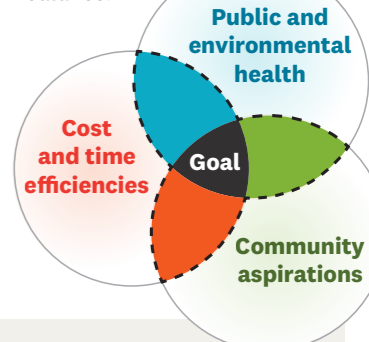 Public and
environmental
health
Cost
and time
efficiencies
Goal
Community
aspirations